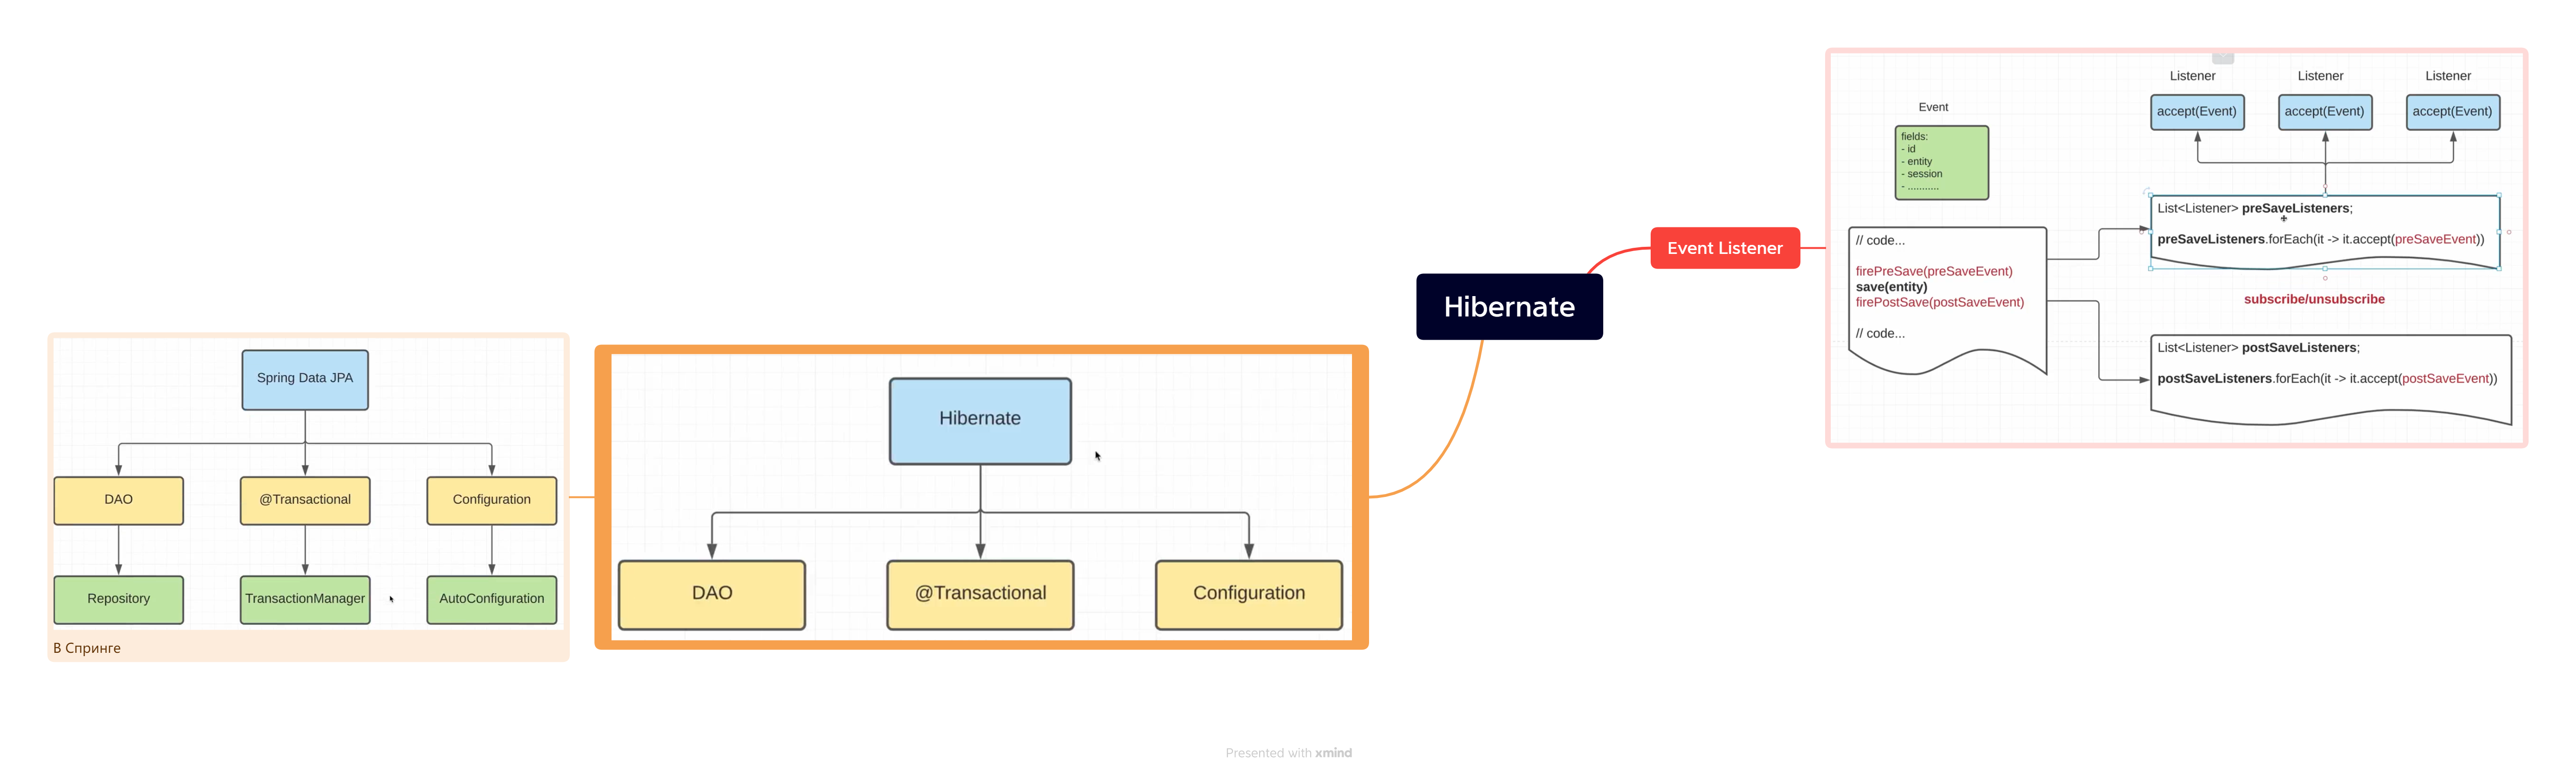 Hibernate
Event Listener
Event
fields:
- id
- entity
- session
- ...........
Listener
Listener
Listener
accept(Event)
accept(Event)
accept(Event)
// code...
firePreSave(preSaveEvent)
save(entity)
firePostSave(postSaveEvent)
// code...
List<Listener> preSaveListeners;
preSaveListeners.forEach(it -> it.accept(preSaveEvent))
subscribe/unsubscribe
List<Listener> postSaveListeners;
postSaveListeners.forEach(it -> it.accept(postSaveEvent))
Hibernate
DAO
@Transactional
Configuration
Spring Data JPA
DAO
@Transactional
Configuration
Repository
TransactionManager
AutoConfiguration
В Спринге
Presented with xmind